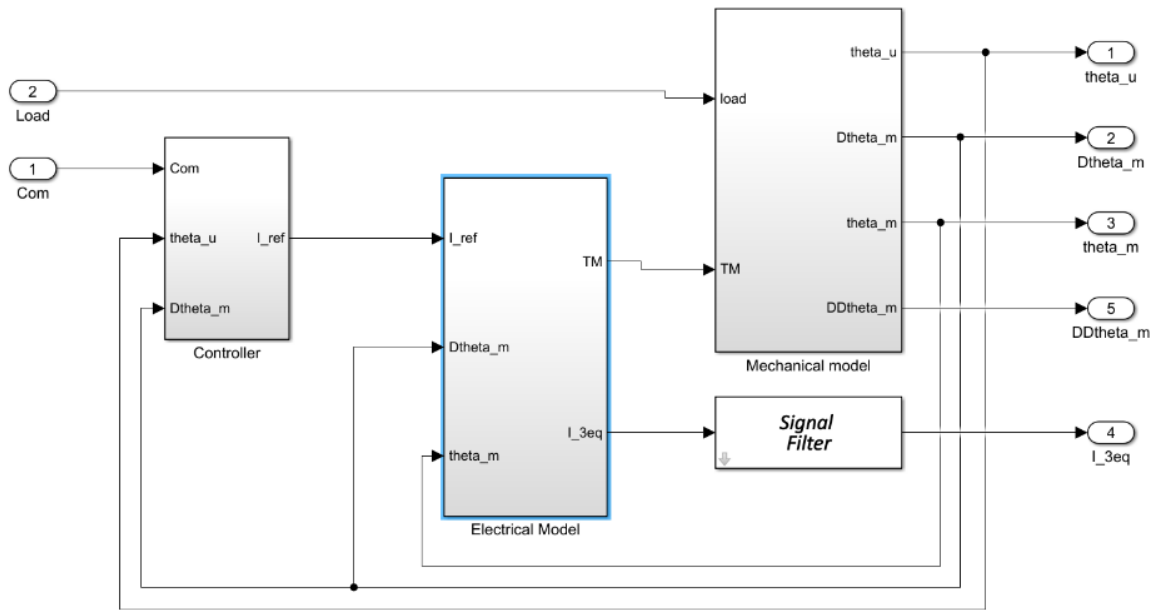 2
Load
1
Com
Com
theta_u
Dtheta_m
I_ref
Controller
I_ref
Dtheta_m
theta_m
TM
I_3eq
Electrical Model
load
TM
theta_u
Dtheta_m
theta_m
DDtheta_m
Mechanical model
Signal
Filter
1
theta_u
2
Dtheta_m
3
theta_m
5
DDtheta_m
4
I_3eq